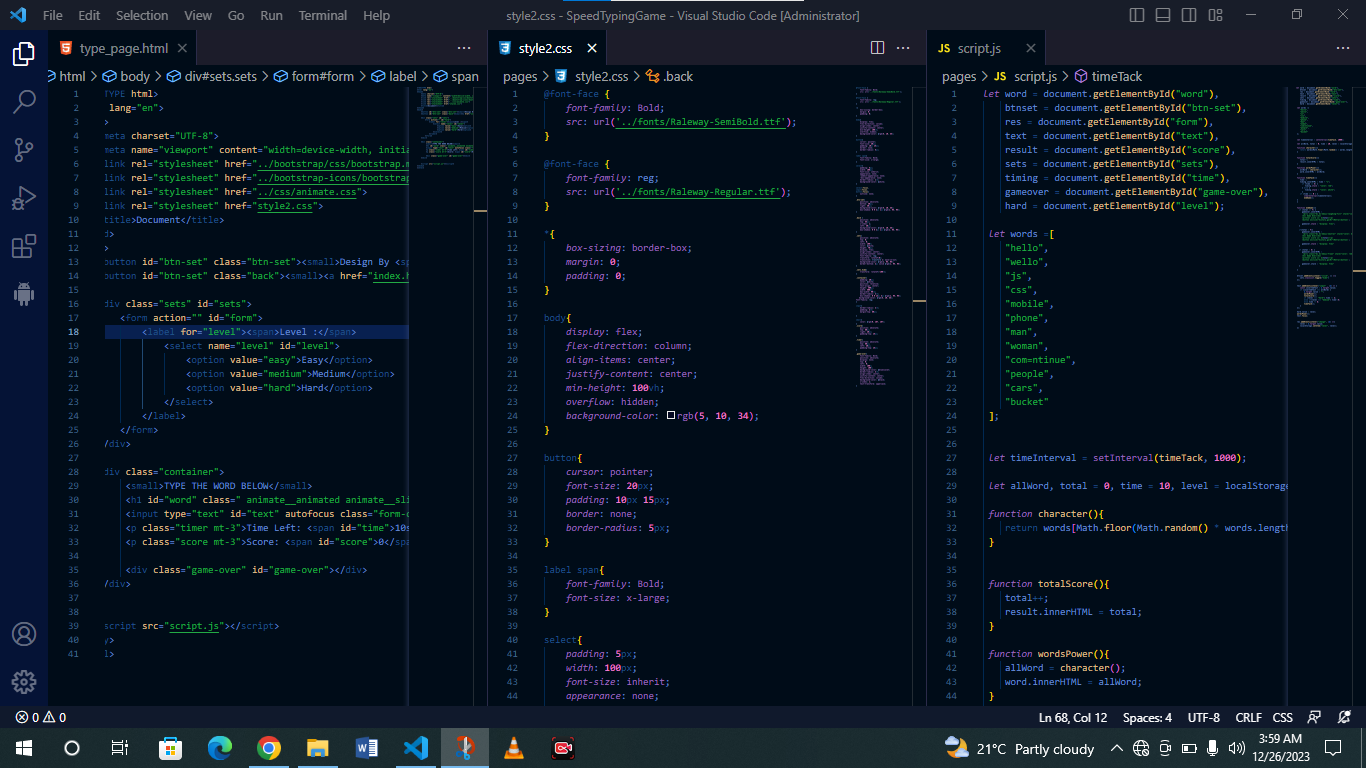 File Edit Selection View Go Run Terminal Help
style2.css - SpeedTypingGame - Visual Studio Code [Administrator]
type_page.html
html > body > div#sets.sets > form#form > label > span
1 TYPE html>
2 lang="en">
3 >
4 meta charset="UTF-8">
5 meta name="viewport" content="width=device-width, initia
6 link rel="stylesheet" href="../bootstrap/css/bootstrap.m
7 link rel="stylesheet" href="../bootstrap-icons/bootstrap
8 link rel="stylesheet" href="../css/animate.css">
9 link rel="stylesheet" href="style2.css">
10 title>Document</title>
11 d>
12 >
13 button id="btn-set" class="btn-set"><small>Design By <sp
14 button id="btn-set" class="back"><small><a href="index.h
15
16 div class="sets" id="sets">
17 <form action="" id="form">
18 <label for="level"><span>Level :</span>
19 <select name="level" id="level">
20 <option value="easy">Easy</option>
21 <option value="medium">Medium</option>
22 <option value="hard">Hard</option>
23 </select>
24 </label>
25 </form>
26 /div>
27
28 div class="container">
29 <small>TYPE THE WORD BELOW</small>
30 <h1 id="word" class=" animate__animated animate__sli
31 <input type="text" id="text" autofocus class="form-c
32 <p class="timer mt-3">Time Left: <span id="time">10s
33 <p class="score mt-3">Score: <span id="score">0</spa
34
35 <div class="game-over" id="game-over"></div>
36 /div>
37
38
39 script src="script.js"></script>
40 y>
41 l>
style2.css
pages > style2.css > .back
1 @font-face {
2 font-family: Bold;
3 src: url('../fonts/Raleway-SemiBold.ttf');
4 }
5
6 @font-face {
7 font-family: reg;
8 src: url('../fonts/Raleway-Regular.ttf');
9 }
10
11 *{
12 box-sizing: border-box;
13 margin: 0;
14 padding: 0;
15 }
16
17 body{
18 display: flex;
19 flex-direction: column;
20 align-items: center;
21 justify-content: center;
22 min-height: 100vh;
23 overflow: hidden;
24 background-color: rgb(5, 10, 34);
25 }
26
27 button{
28 cursor: pointer;
29 font-size: 20px;
30 padding: 10px 15px;
31 border: none;
32 border-radius: 5px;
33 }
34
35 label span{
36 font-family: Bold;
37 font-size: x-large;
38 }
39
40 select{
41 padding: 5px;
42 width: 100px;
43 font-size: inherit;
44 appearance: none;
JS script.js
pages > JS script.js > timeTack
1 let word = document.getElementById("word"),
2 btnset = document.getElementById("btn-set"),
3 res = document.getElementById("form"),
4 text = document.getElementById("text"),
5 result = document.getElementById("score"),
6 sets = document.getElementById("sets"),
7 timing = document.getElementById("time"),
8 gameover = document.getElementById("game-over"),
9 hard = document.getElementById("level");
10
11 let words =[
12 "hello",
13 "wello",
14 "js",
15 "css",
16 "mobile",
17 "phone",
18 "man",
19 "woman",
20 "com=ntinue",
21 "people",
22 "cars",
23 "bucket"
24 ];
25
26
27 let timeInterval = setInterval(timeTack, 1000);
28
29 let allWord, total = 0, time = 10, level = localStorage
30
31 function character(){
32 return words[Math.floor(Math.random() * words.length
33 }
34
35
36 function totalScore(){
37 total++;
38 result.innerHTML = total;
39 }
40
41 function wordsPower(){
42 allWord = character();
43 word.innerHTML = allWord;
44 }
0 0
Ln 68, Col 12 Spaces: 4 UTF-8 CRLF CSS
21°C Partly cloudy
3:59 AM
12/26/2023